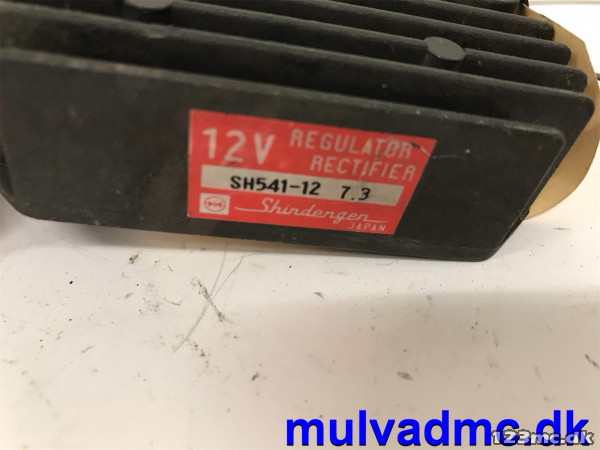 12V REGULATOR
RECTIFIER
SH541-12 7.3
Shindengen
JAPAN
mulvadmc.dk
123mc.dk